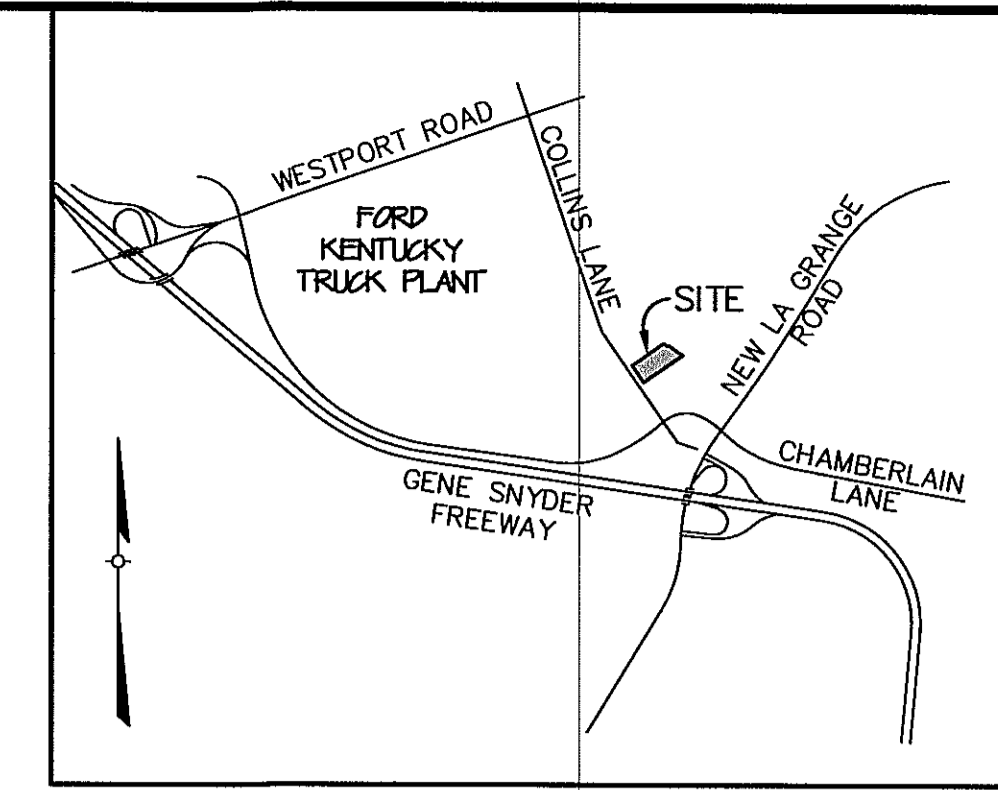 WESTPORT ROAD
COLLINS LANE
FORD
KENTUCKY
TRUCK PLANT
SITE
NEW LA GRANGE
ROAD
CHAMBERLAIN
LANE
GENE SNYDER
FREEWAY